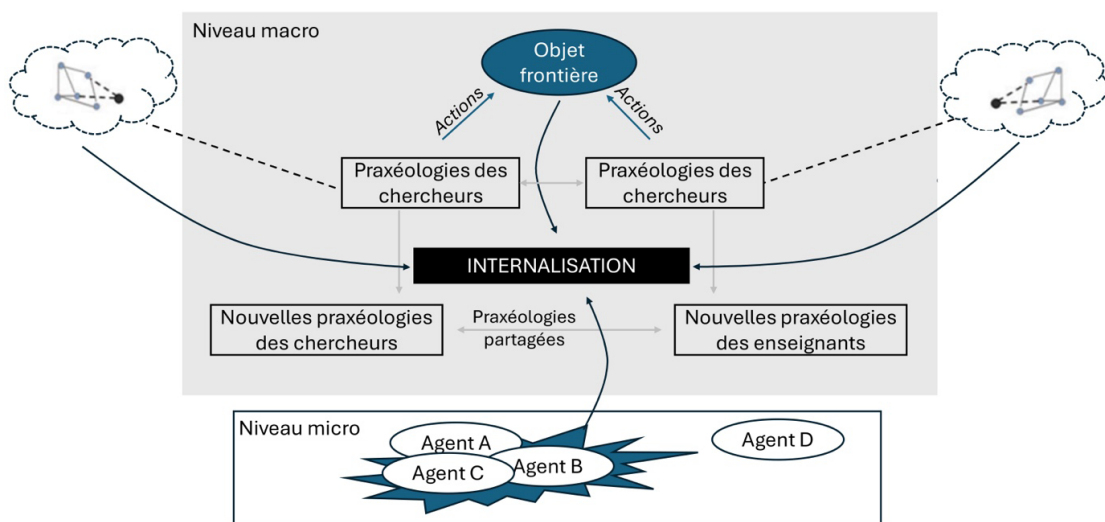 Niveau macro
Objet
frontière
Actions
Actions
Praxéologies des
chercheurs
Praxéologies des
chercheurs
INTERNALISATION
Nouvelles praxéologies
des chercheurs
Praxéologies
partagées
Nouvelles praxéologies
des enseignants
Niveau micro
Agent A
Agent D
Agent C
Agent B